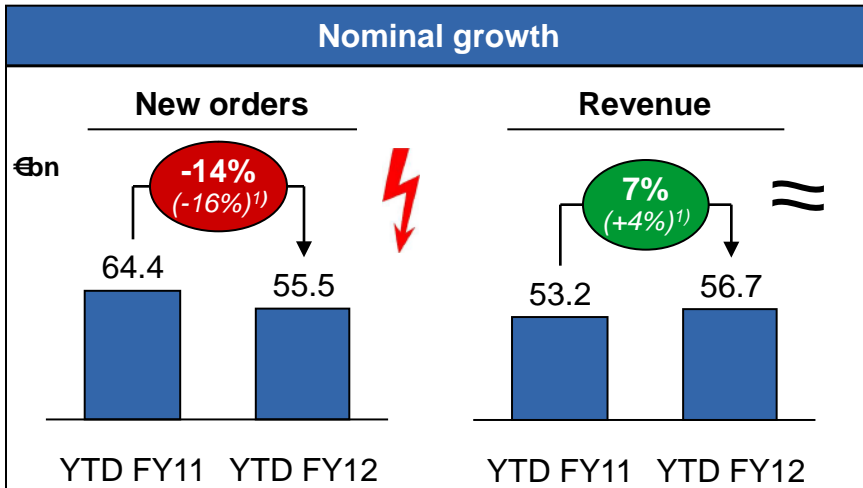 Nominal growth
New orders
€bn
-14%
(-16%)1)
64.4
55.5
YTD FY11
YTD FY12
Revenue
7%
(+4%)1)
≈
53.2
56.7
YTD FY11
YTD FY12